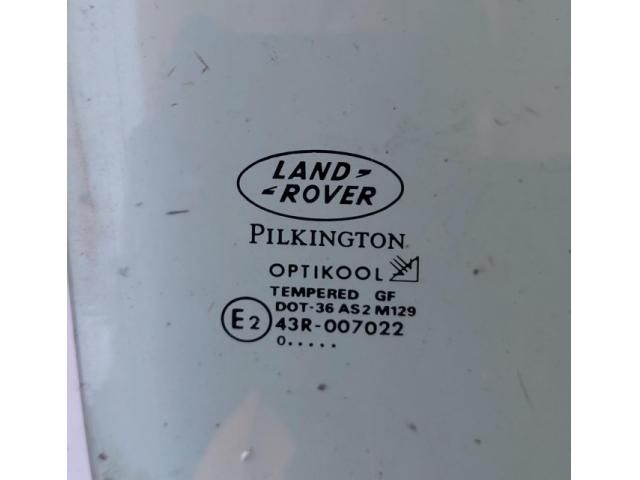 LAND
ROVER
PILKINGTON
OPTIKOOL
TEMPERED GF
DOT-36 AS2 M129
E2 43R-007022
0.....